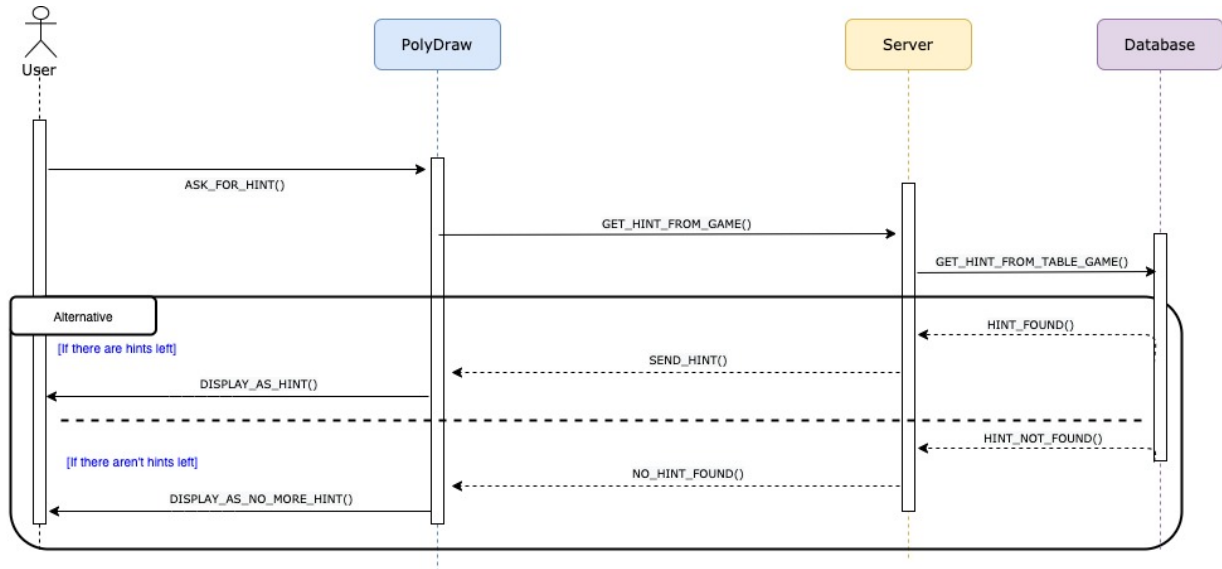 PolyDraw
Server
Database
User
ASK_FOR_HINT()
GET_HINT_FROM_GAME()
GET_HINT_FROM_TABLE_GAME()
Alternative
HINT_FOUND()
[If there are hints left]
SEND_HINT()
DISPLAY_AS_HINT()
HINT_NOT_FOUND()
[If there aren't hints left]
NO_HINT_FOUND()
DISPLAY_AS_NO_MORE_HINT()